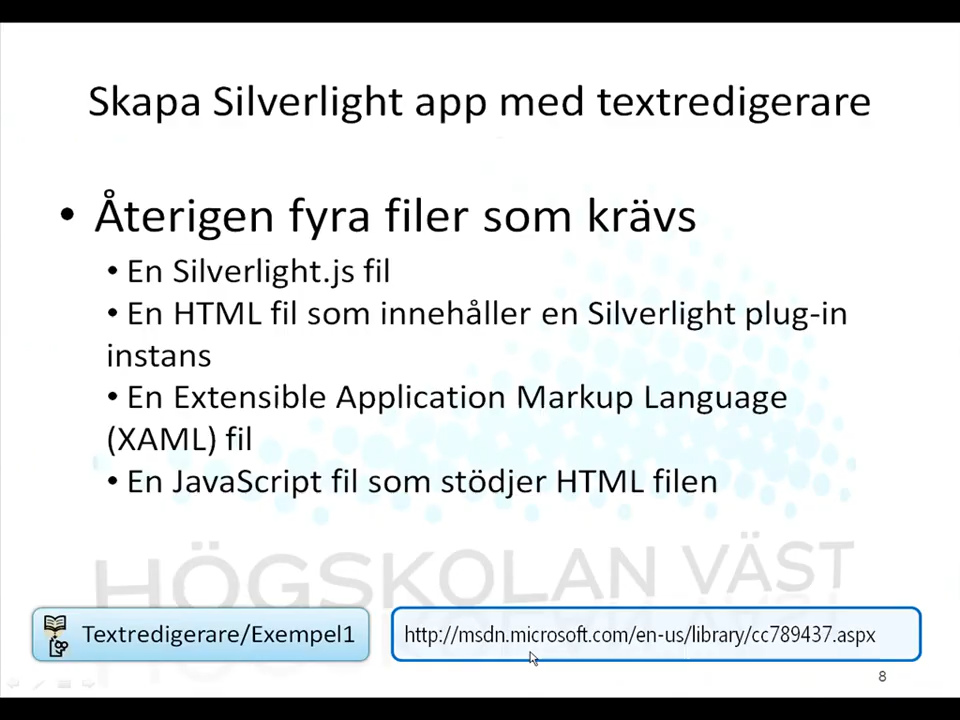 Skapa Silverlight app med textredigerare
• Återigen fyra filer som krävs
• En Silverlight.js fil
• En HTML fil som innehåller en Silverlight plug-in
instans
• En Extensible Application Markup Language
(XAML) fil
• En JavaScript fil som stödjer HTML filen
HÖGSKOLAN VÄST
Textredigerare/Exempel1
http://msdn.microsoft.com/en-us/library/cc789437.aspx
8